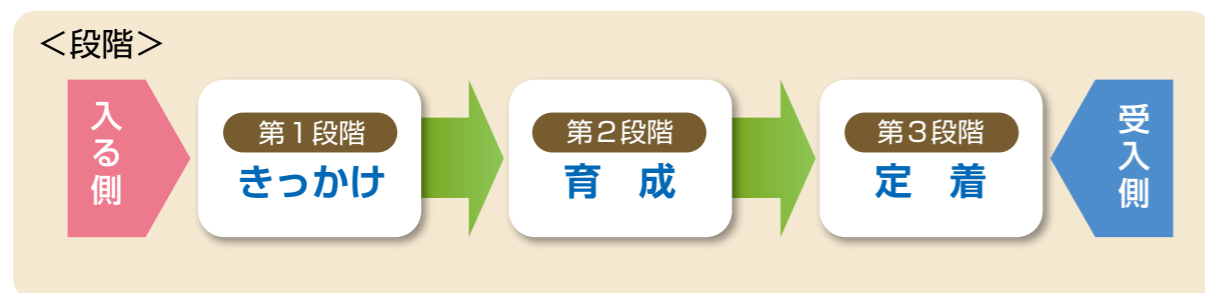 ＜段階＞
入る側
第1段階
きっかけ
第2段階
育　成
第3段階
定　着
受入側